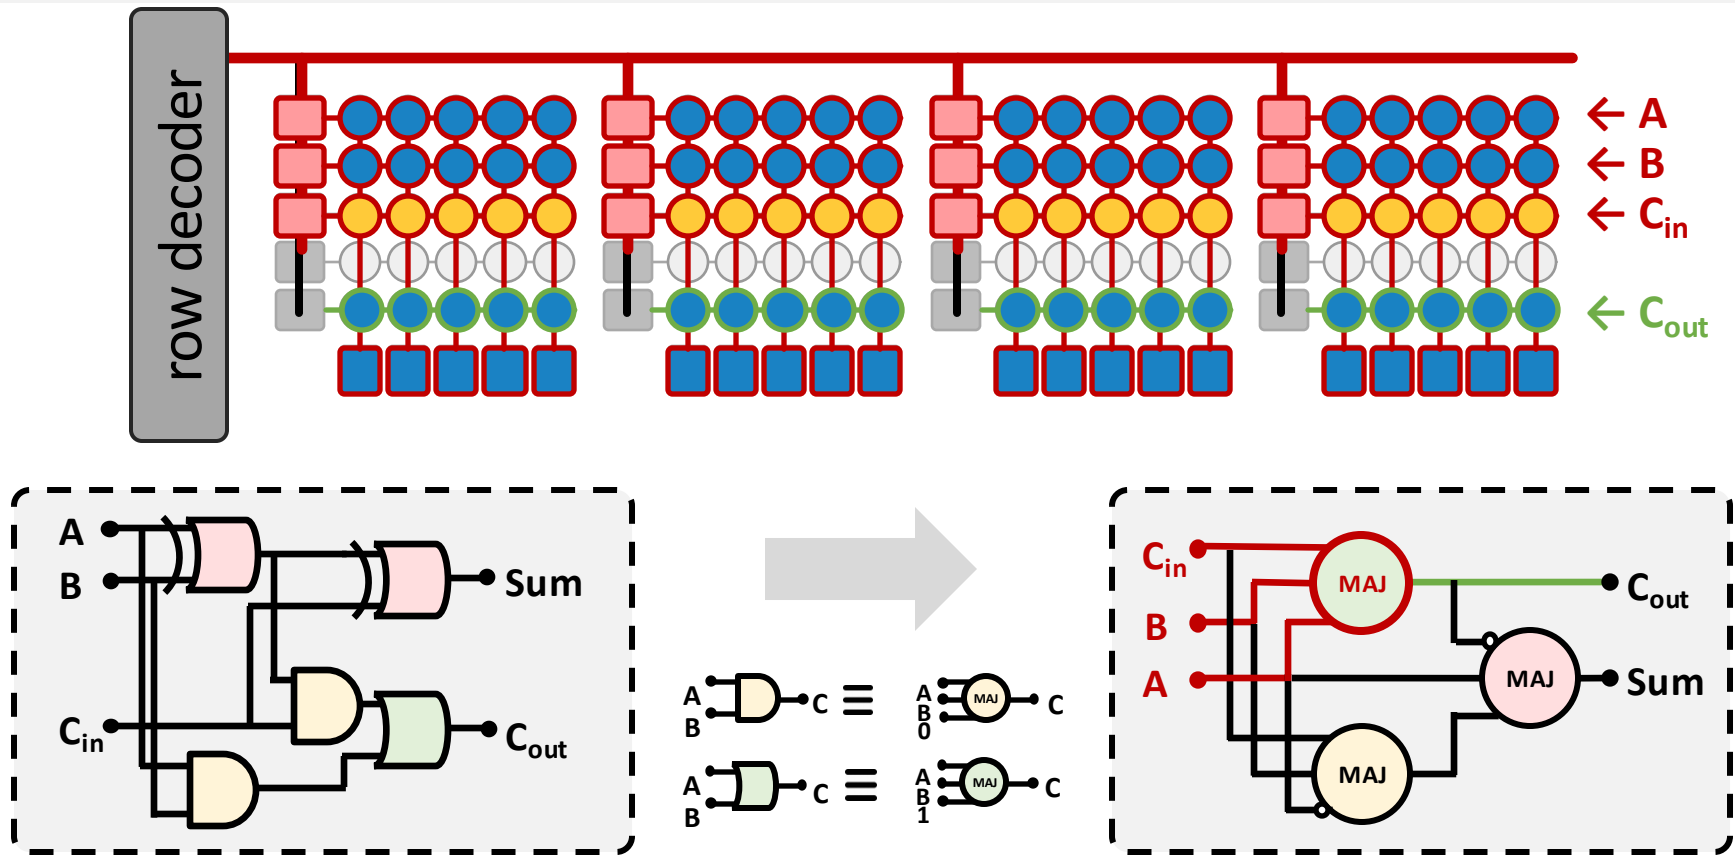 row decoder
← A
← B
← Cin
← Cout
A
B
Cin
Sum
Cout
A
B
C
≡
A
B
0
MAJ
C
A
B
C
≡
A
B
1
MAJ
C
Cin
B
A
MAJ
MAJ
MAJ
Cout
Sum